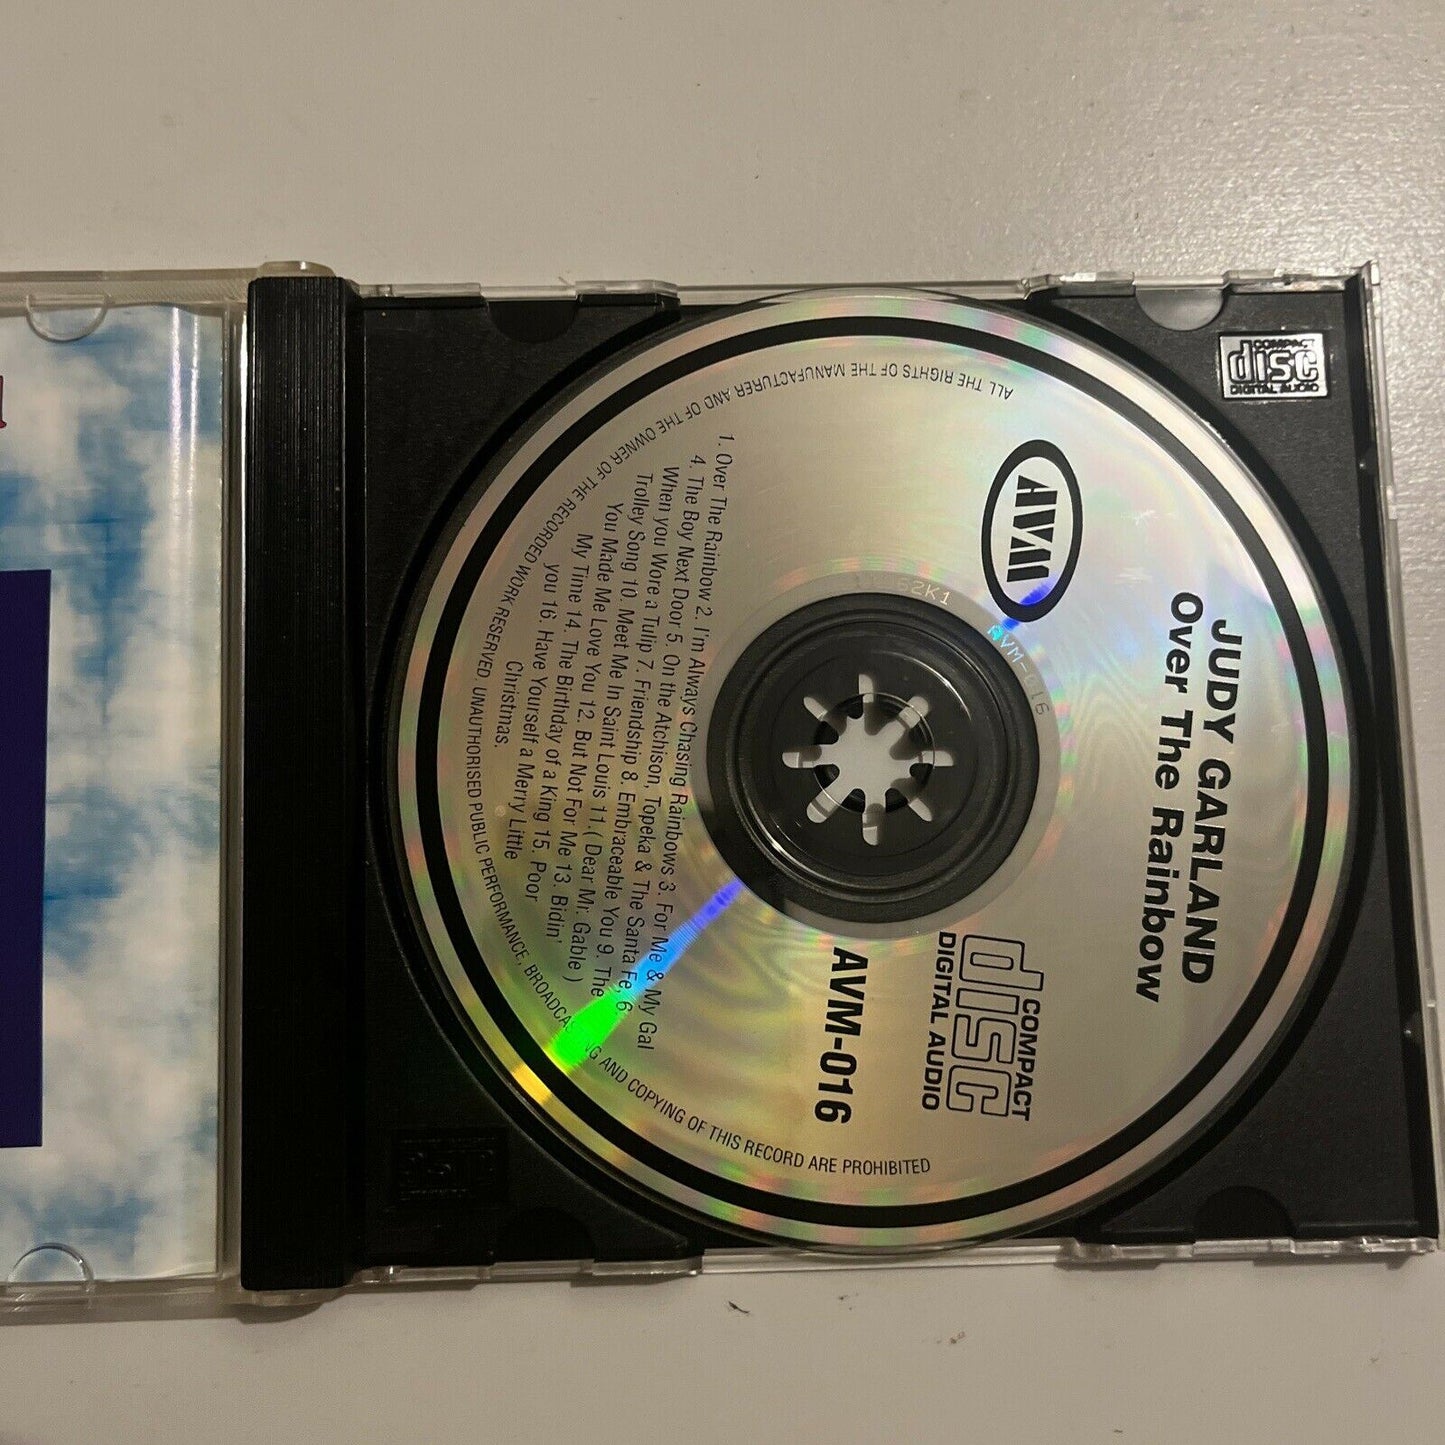 JUDY GARLAND
Over The Rainbow
AVM
COMPACT
disc
DIGITAL AUDIO
AVM-016
1. Over The Rainbow 2. I'm Always Chasing Rainbows 3. For Me & My Gal
4. The Boy Next Door 5. On the Atchison, Topeka & The Santa Fe, 6.
When you Wore a Tulip 7. Friendship 8. Embraceable You 9. The
Trolley Song 10. Meet Me In Saint Louis 11. ( Dear Mr. Gable )
You Made Me Love You 12. But Not For Me 13. Bidin'
My Time 14. The Birthday of a King 15. Poor
you 16. Have Yourself a Merry Little
Christmas.
ALL THE RIGHTS OF THE MANUFACTURER AND OF THE OWNER OF THE RECORDED WORK RESERVED. UNAUTHORISED PUBLIC PERFORMANCE, BROADCASTING AND COPYING OF THIS RECORD ARE PROHIBITED
62K1
AVM-016
COMPACT
disc
DIGITAL AUDIO